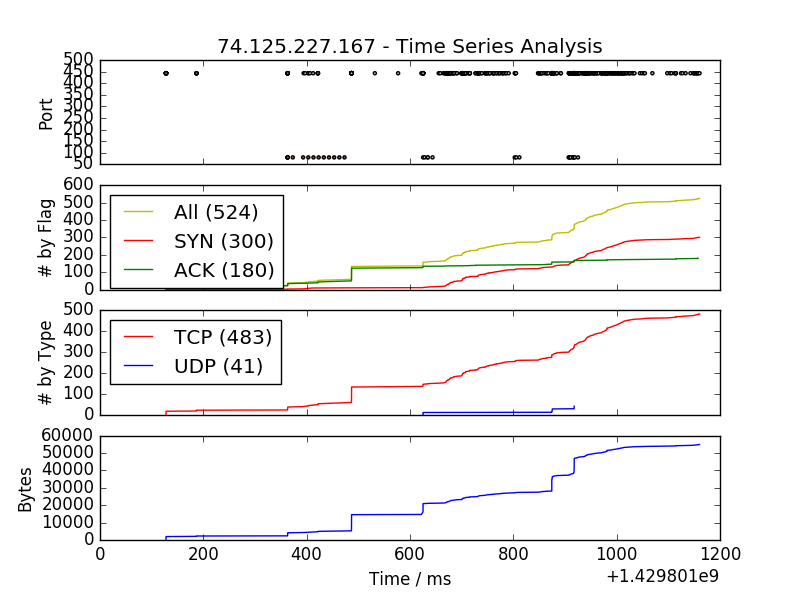 74.125.227.167 - Time Series Analysis
500
450
400
350
300
250
200
150
100
50
Port
600
500
400
300
200
100
0
# by Flag
All (524)
SYN (300)
ACK (180)
500
400
300
200
100
0
# by Type
TCP (483)
UDP (41)
60000
50000
40000
30000
20000
10000
0
Bytes
0 200 400 600 800 1000 1200
Time / ms
+1.429801e9